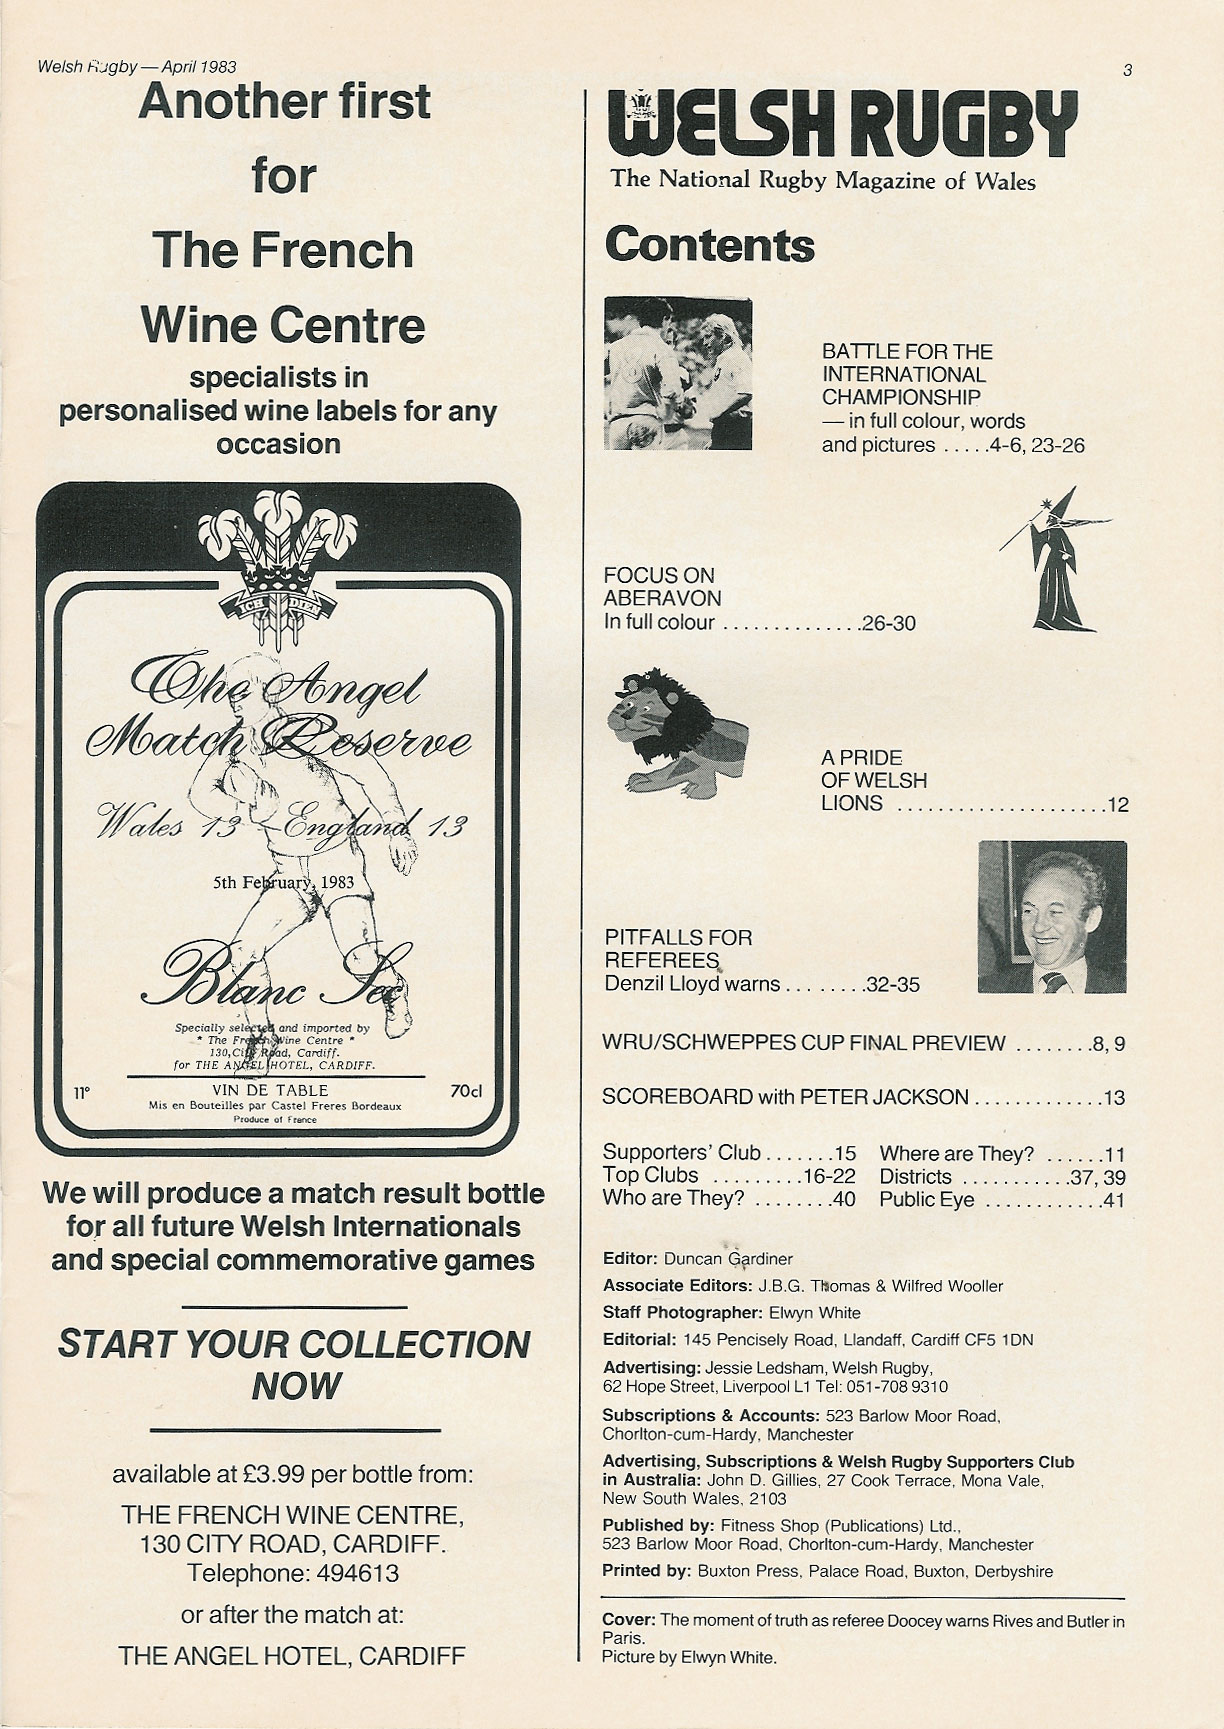 Welsh Rugby — April 1983
3
Another first
for
The French
Wine Centre
specialists in
personalised wine labels for any
occasion
ICH DIEN
The Angel
Match Reserve
Wales 13 – England 13
5th February, 1983
Blanc Sec
Specially selected and imported by
* The French Wine Centre *
130, City Road, Cardiff.
for THE ANGEL HOTEL, CARDIFF.
11° VIN DE TABLE 70cl
Mis en Bouteilles par Castel Freres Bordeaux
Produce of France
We will produce a match result bottle
for all future Welsh Internationals
and special commemorative games
START YOUR COLLECTION
NOW
available at £3.99 per bottle from:
THE FRENCH WINE CENTRE,
130 CITY ROAD, CARDIFF.
Telephone: 494613
or after the match at:
THE ANGEL HOTEL, CARDIFF
WELSH RUGBY
The National Rugby Magazine of Wales
Contents
BATTLE FOR THE
INTERNATIONAL
CHAMPIONSHIP
— in full colour, words
and pictures .....4-6, 23-26
FOCUS ON
ABERAVON
In full colour ..............26-30
A PRIDE
OF WELSH
LIONS .....................12
PITFALLS FOR
REFEREES
Denzil Lloyd warns ........32-35
WRU/SCHWEPPES CUP FINAL PREVIEW ........8, 9
SCOREBOARD with PETER JACKSON .............13
Supporters' Club .......15 Where are They? ......11
Top Clubs .........16-22 Districts ...........37, 39
Who are They? ........40 Public Eye ............41
Editor: Duncan Gardiner
Associate Editors: J.B.G. Thomas & Wilfred Wooller
Staff Photographer: Elwyn White
Editorial: 145 Pencisely Road, Llandaff, Cardiff CF5 1DN
Advertising: Jessie Ledsham, Welsh Rugby,
62 Hope Street, Liverpool L1 Tel: 051-708 9310
Subscriptions & Accounts: 523 Barlow Moor Road,
Chorlton-cum-Hardy, Manchester
Advertising, Subscriptions & Welsh Rugby Supporters Club
in Australia: John D. Gillies, 27 Cook Terrace, Mona Vale,
New South Wales, 2103
Published by: Fitness Shop (Publications) Ltd.,
523 Barlow Moor Road, Chorlton-cum-Hardy, Manchester
Printed by: Buxton Press, Palace Road, Buxton, Derbyshire
Cover: The moment of truth as referee Doocey warns Rives and Butler in
Paris.
Picture by Elwyn White.